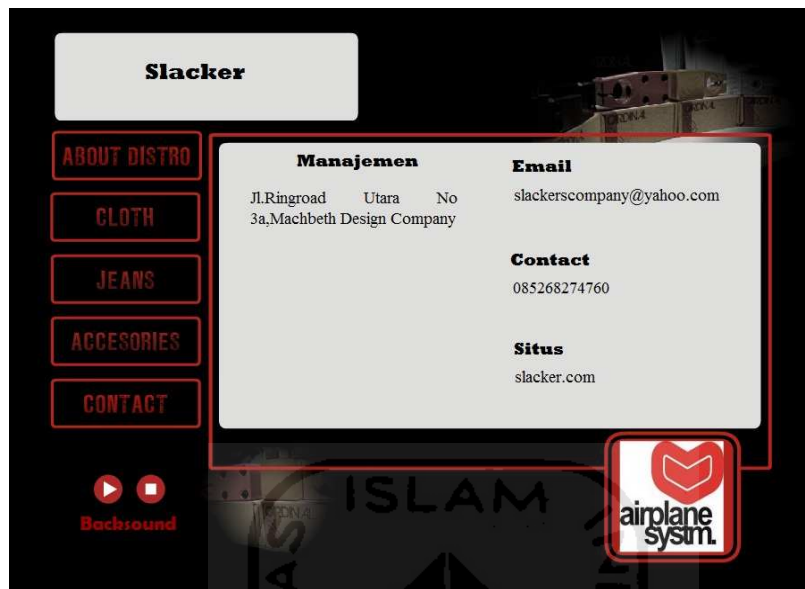 Slacker
ABOUT DISTRO
CLOTH
JEANS
ACCESORIES
CONTACT
Backsound
Manajemen
Jl.Ringroad Utara No
3a,Machbeth Design Company
Email
slackerscompany@yahoo.com
Contact
085268274760
Situs
slacker.com
airplane
systm.
ISLAM